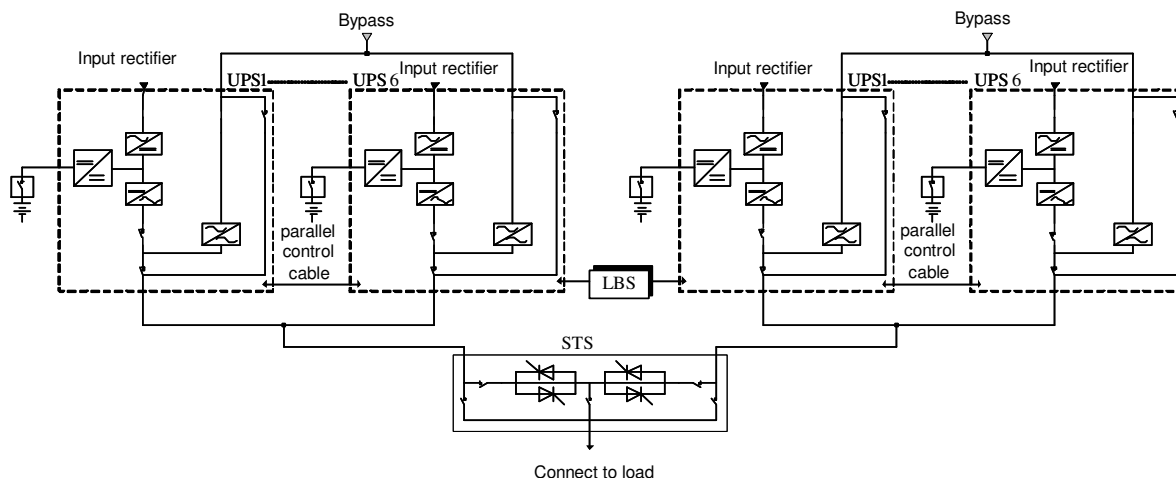 Bypass
Input rectifier
UPS1
UPS 6
Input rectifier
parallel
control
cable
LBS
Bypass
Input rectifier
UPS1
UPS 6
Input rectifier
parallel
control
cable
STS
Connect to load